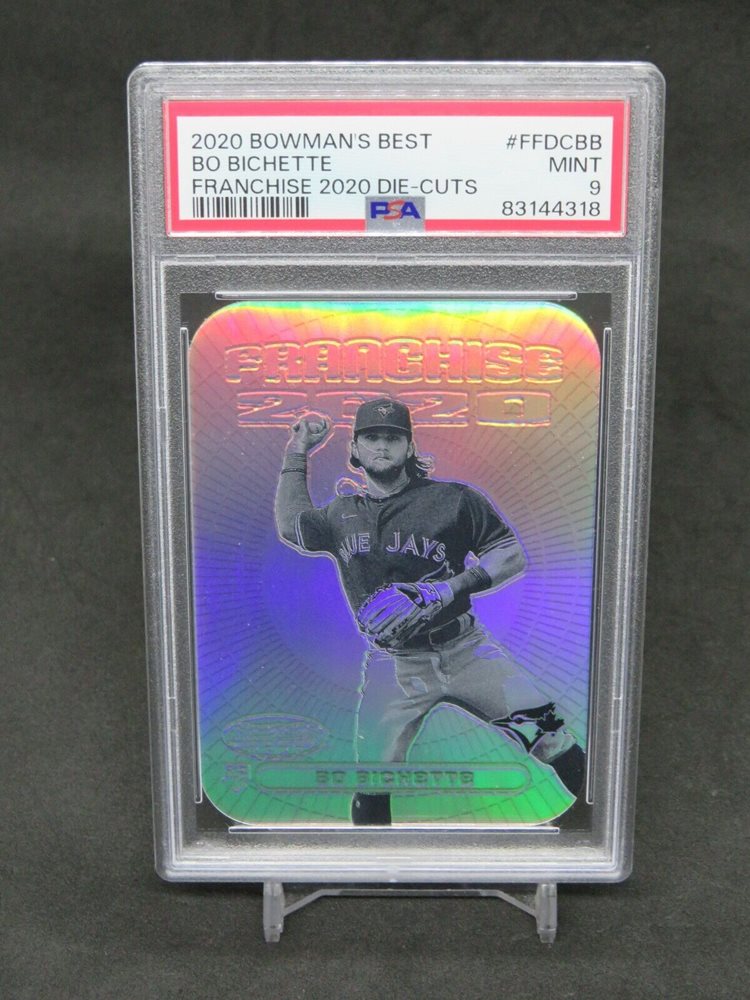 2020 BOWMAN'S BEST #FFDCBB
BO BICHETTE MINT
FRANCHISE 2020 DIE-CUTS 9
PSA 83144318
FRANCHISE
2020
BLUE JAYS
BO BICHETTE